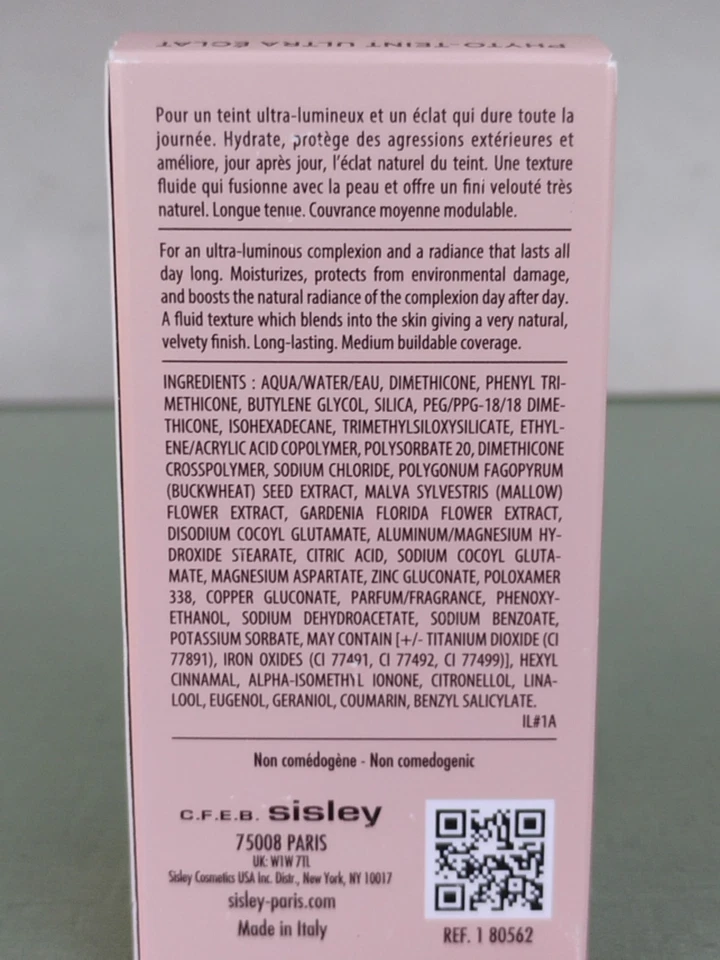 PHYTO-TEINT ULTRA ÉCLAT
Pour un teint ultra-lumineux et un éclat qui dure toute la
journée. Hydrate, protège des agressions extérieures et
améliore, jour après jour, l'éclat naturel du teint. Une texture
fluide qui fusionne avec la peau et offre un fini velouté très
naturel. Longue tenue. Couvrance moyenne modulable.
For an ultra-luminous complexion and a radiance that lasts all
day long. Moisturizes, protects from environmental damage,
and boosts the natural radiance of the complexion day after day.
A fluid texture which blends into the skin giving a very natural,
velvety finish. Long-lasting. Medium buildable coverage.
INGREDIENTS : AQUA/WATER/EAU, DIMETHICONE, PHENYL TRI-
METHICONE, BUTYLENE GLYCOL, SILICA, PEG/PPG-18/18 DIME-
THICONE, ISOHEXADECANE, TRIMETHYLSILOXYSILICATE, ETHYL-
ENE/ACRYLIC ACID COPOLYMER, POLYSORBATE 20, DIMETHICONE
CROSSPOLYMER, SODIUM CHLORIDE, POLYGONUM FAGOPYRUM
(BUCKWHEAT) SEED EXTRACT, MALVA SYLVESTRIS (MALLOW)
FLOWER EXTRACT, GARDENIA FLORIDA FLOWER EXTRACT,
DISODIUM COCOYL GLUTAMATE, ALUMINUM/MAGNESIUM HY-
DROXIDE STEARATE, CITRIC ACID, SODIUM COCOYL GLUTA-
MATE, MAGNESIUM ASPARTATE, ZINC GLUCONATE, POLOXAMER
338, COPPER GLUCONATE, PARFUM/FRAGRANCE, PHENOXY-
ETHANOL, SODIUM DEHYDROACETATE, SODIUM BENZOATE,
POTASSIUM SORBATE, MAY CONTAIN [+/- TITANIUM DIOXIDE (CI
77891), IRON OXIDES (CI 77491, CI 77492, CI 77499)], HEXYL
CINNAMAL, ALPHA-ISOMETHYL IONONE, CITRONELLOL, LINA-
LOOL, EUGENOL, GERANIOL, COUMARIN, BENZYL SALICYLATE.
IL#1A
Non comédogène - Non comedogenic
C.F.E.B. sisley
75008 PARIS
UK: W1W 7TL
Sisley Cosmetics USA Inc. Distr., New York, NY 10017
sisley-paris.com
Made in Italy
REF. 1 80562